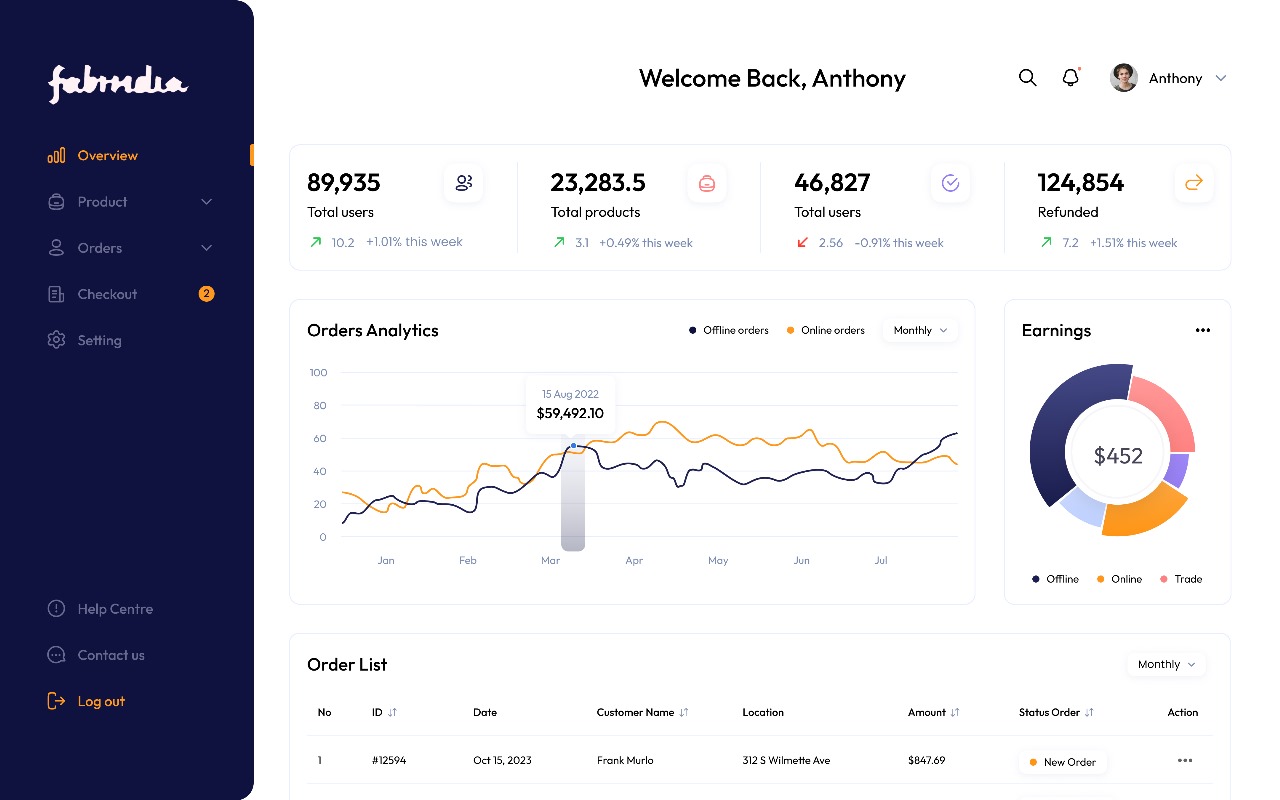 fabindia
Welcome Back, Anthony
Anthony
Overview
Product
Orders
Checkout 2
Setting
Help Centre
Contact us
Log out
89,935
Total users
10.2 +1.01% this week
23,283.5
Total products
3.1 +0.49% this week
46,827
Total users
2.56 -0.91% this week
124,854
Refunded
7.2 +1.51% this week
Orders Analytics
Offline orders Online orders Monthly
100
80
60
40
20
0
15 Aug 2022
$59,492.10
Jan Feb Mar Apr May Jun Jul
Earnings
$452
Offline Online Trade
Order List
Monthly
No ID Date Customer Name Location Amount Status Order Action
1 #12594 Oct 15, 2023 Frank Murlo 312 S Wilmette Ave $847.69 New Order